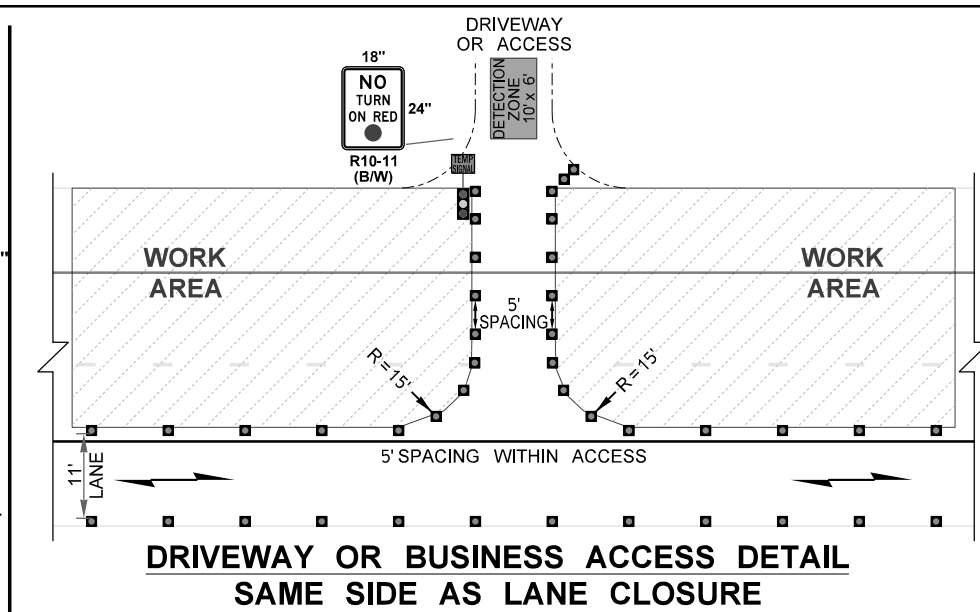 DRIVEWAY
OR ACCESS
18"
NO
TURN
ON RED
24"
R10-11
(B/W)
DETECTION
ZONE
10' x 6'
TEMP
SIGNAL
"
WORK
AREA
WORK
AREA
5'
SPACING
R = 15'
R = 15'
5' SPACING WITHIN ACCESS
11'
LANE
DRIVEWAY OR BUSINESS ACCESS DETAIL
SAME SIDE AS LANE CLOSURE